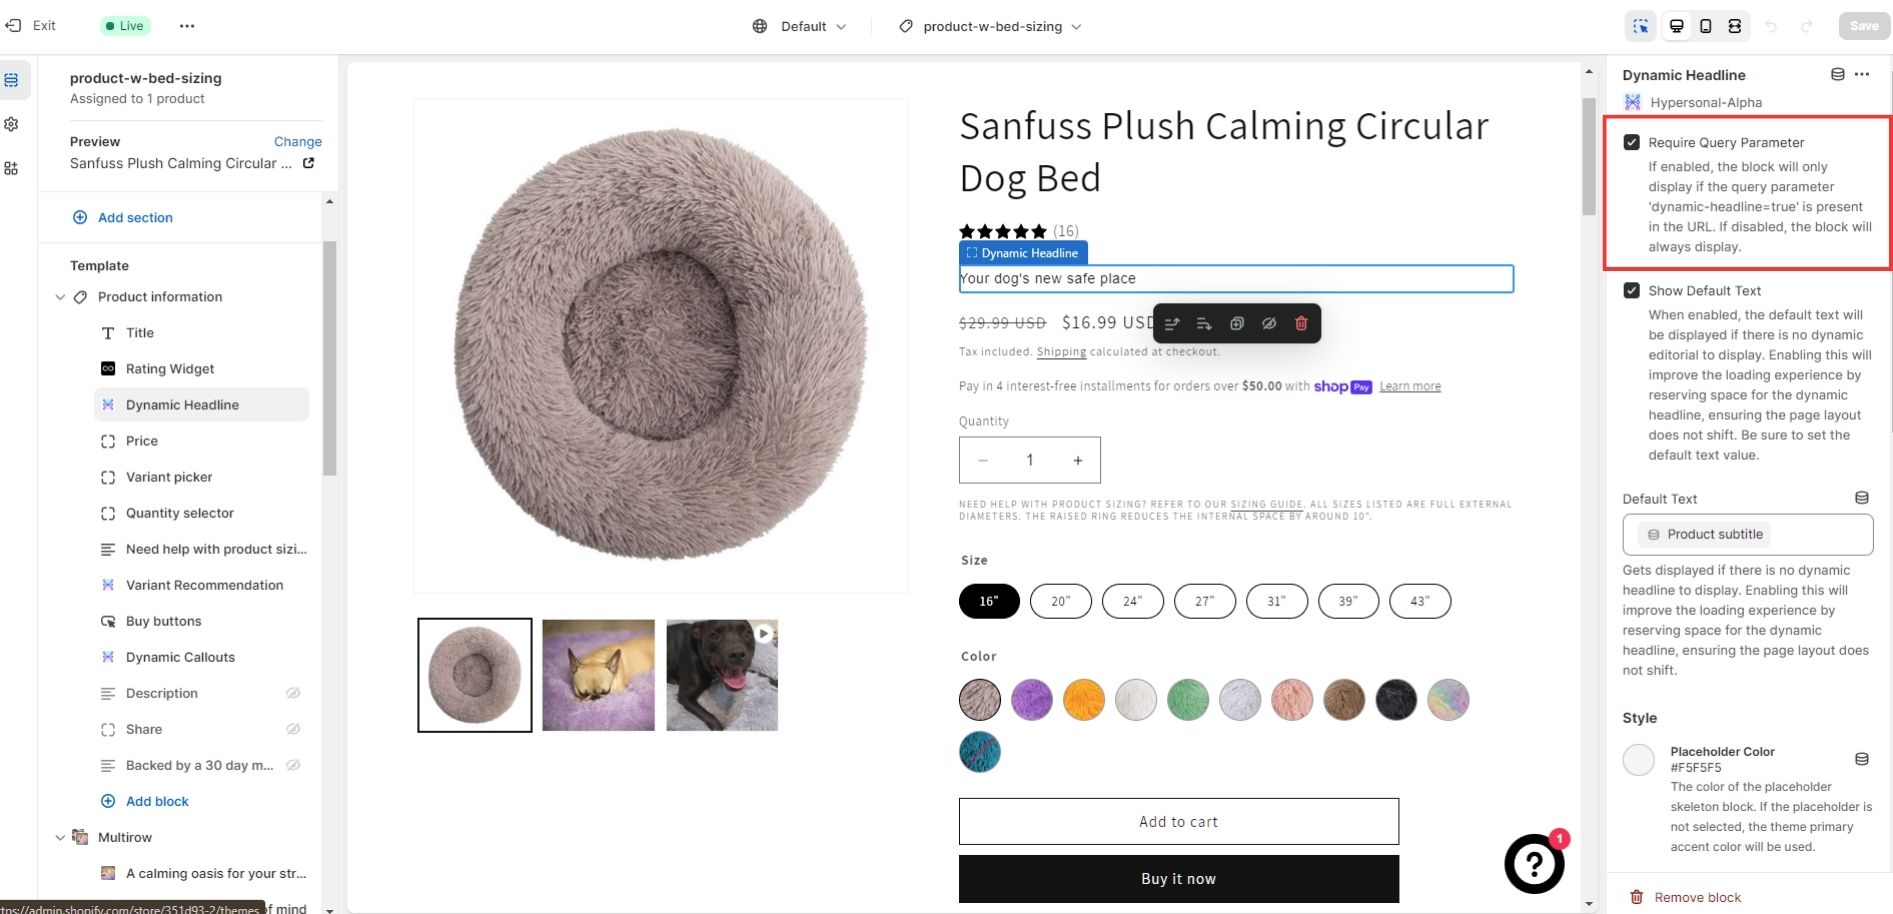 Exit
Live
Default
product-w-bed-sizing
Save
product-w-bed-sizing
Assigned to 1 product
Preview
Change
Sanfuss Plush Calming Circular ...
Add section
Template
Product information
Title
Rating Widget
Dynamic Headline
Price
Variant picker
Quantity selector
Need help with product sizi...
Variant Recommendation
Buy buttons
Dynamic Callouts
Description
Share
Backed by a 30 day m...
Add block
Multirow
A calming oasis for your str...
of mind
ttps://admin.shopify.com/store/351d93-2/themes
Sanfuss Plush Calming Circular
Dog Bed
(16)
Dynamic Headline
Your dog's new safe place
$29.99 USD $16.99 USD
Tax included. Shipping calculated at checkout.
Pay in 4 interest-free installments for orders over $50.00 with shop Pay Learn more
Quantity
− 1 +
NEED HELP WITH PRODUCT SIZING? REFER TO OUR SIZING GUIDE. ALL SIZES LISTED ARE FULL EXTERNAL
DIAMETERS. THE RAISED RING REDUCES THE INTERNAL SPACE BY AROUND 10".
Size
16" 20" 24" 27" 31" 39" 43"
Color
Add to cart
Buy it now
?
1
Dynamic Headline
Hypersonal-Alpha
Require Query Parameter
If enabled, the block will only
display if the query parameter
'dynamic-headline=true' is present
in the URL. If disabled, the block will
always display.
Show Default Text
When enabled, the default text will
be displayed if there is no dynamic
editorial to display. Enabling this will
improve the loading experience by
reserving space for the dynamic
headline, ensuring the page layout
does not shift. Be sure to set the
default text value.
Default Text
Product subtitle
Gets displayed if there is no dynamic
headline to display. Enabling this will
improve the loading experience by
reserving space for the dynamic
headline, ensuring the page layout does
not shift.
Style
Placeholder Color
#F5F5F5
The color of the placeholder
skeleton block. If the placeholder is
not selected, the theme primary
accent color will be used.
Remove block